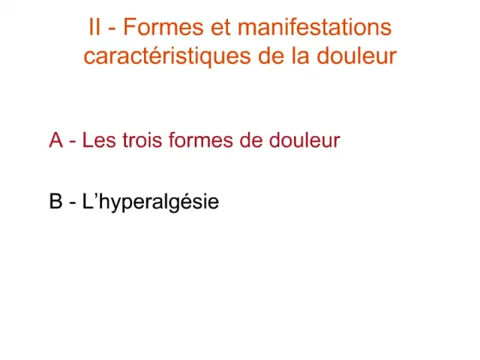 II - Formes et manifestations
caractéristiques de la douleur
A - Les trois formes de douleur
B - L’hyperalgésie